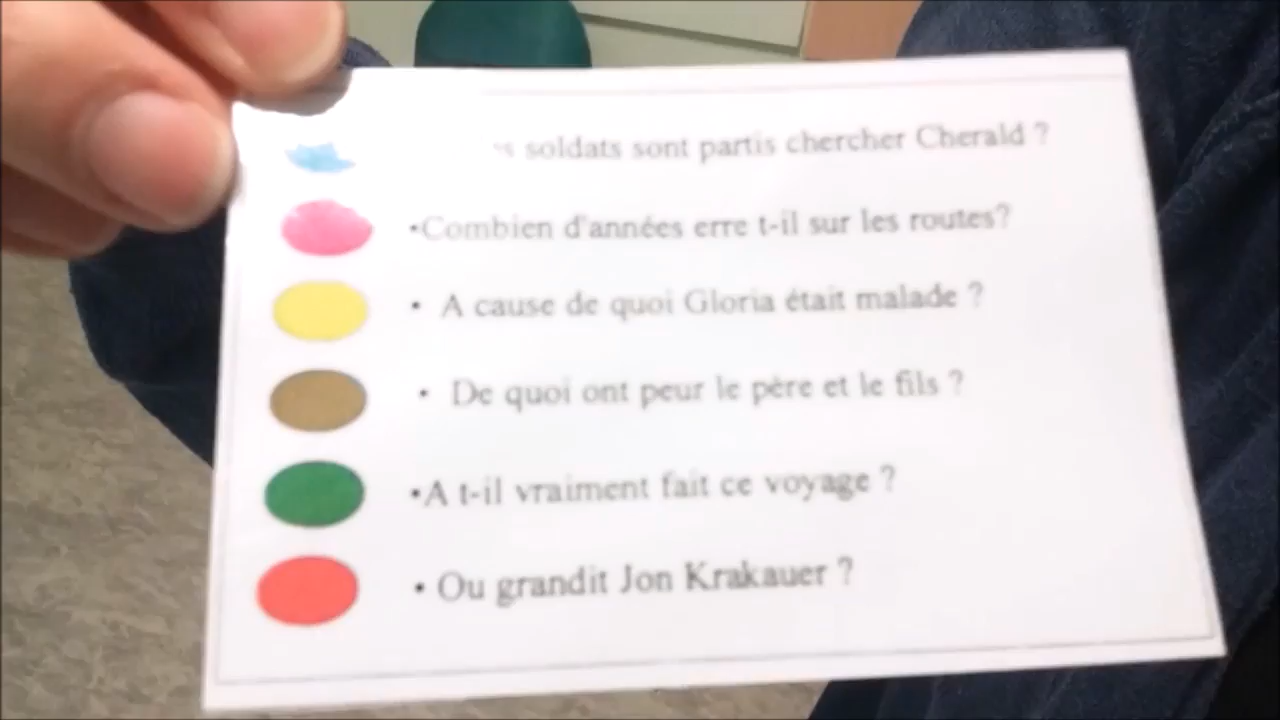 soldats sont partis chercher Cherald ?
•Combien d'années erre t-il sur les routes?
• A cause de quoi Gloria était malade ?
• De quoi ont peur le père et le fils ?
•A t-il vraiment fait ce voyage ?
• Ou grandit Jon Krakauer ?